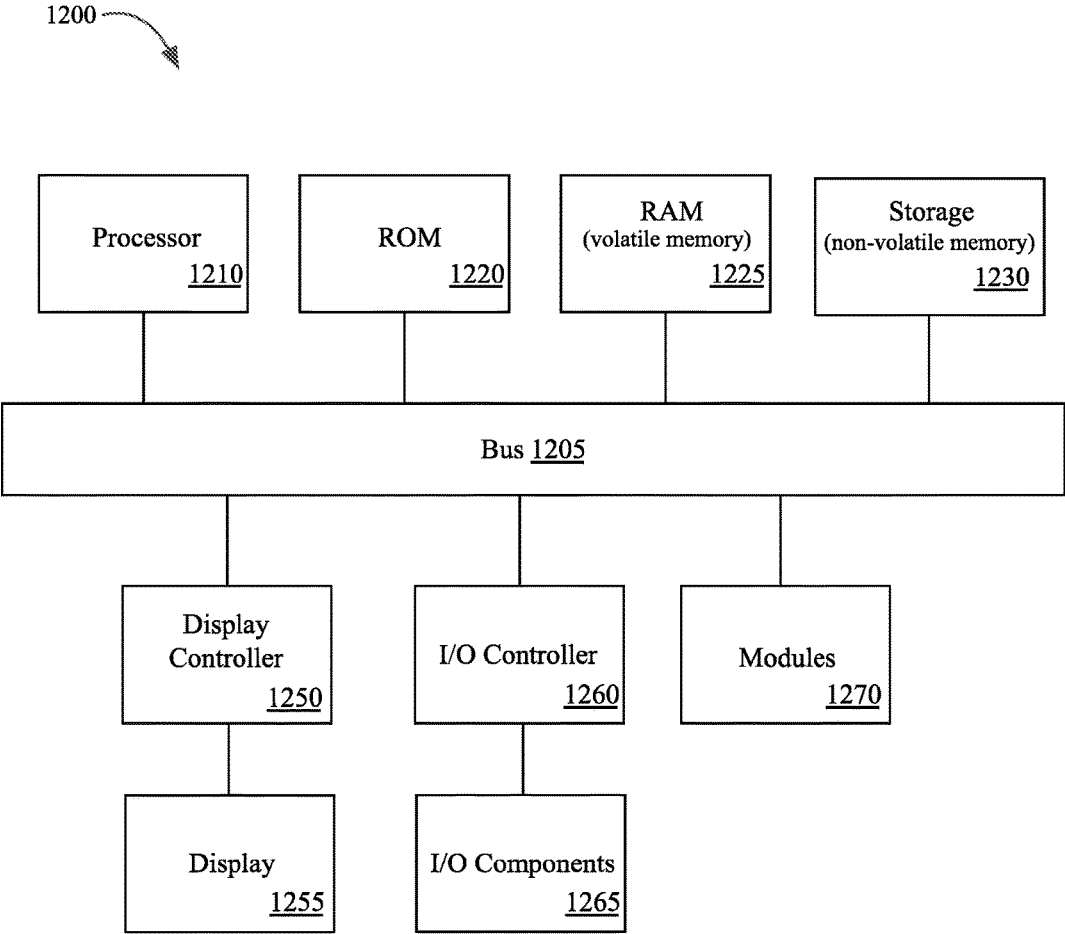 1200
Processor
1210
ROM
1220
RAM
(volatile memory)
1225
Storage
(non-volatile memory)
1230
Bus 1205
Display
Controller
1250
I/O Controller
1260
Modules
1270
Display
1255
I/O Components
1265